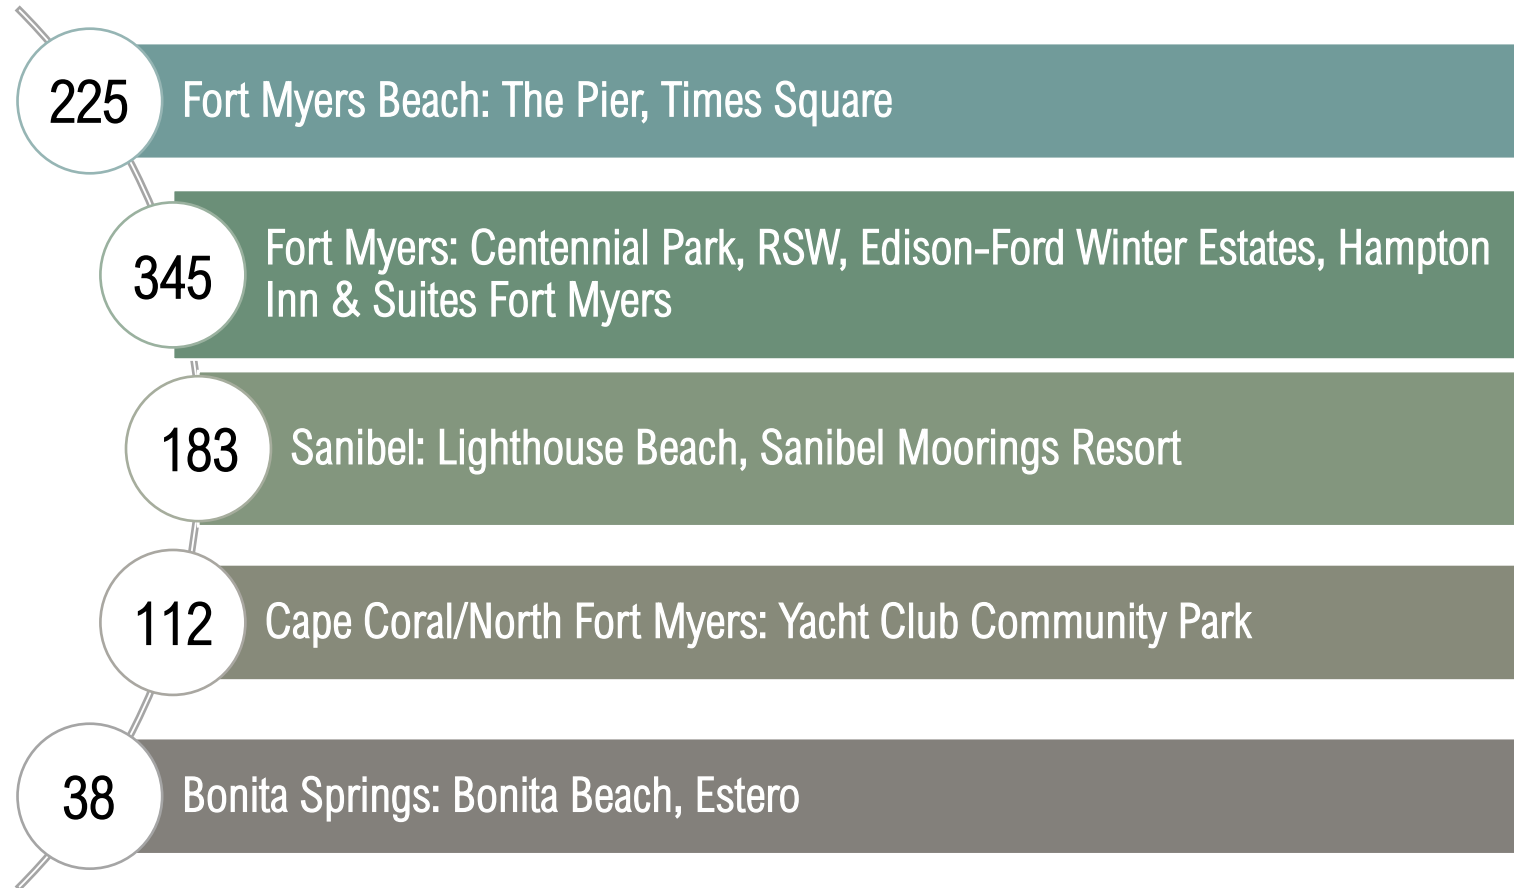 225
Fort Myers Beach: The Pier, Times Square
345
Fort Myers: Centennial Park, RSW, Edison-Ford Winter Estates, Hampton
Inn & Suites Fort Myers
183
Sanibel: Lighthouse Beach, Sanibel Moorings Resort
112
Cape Coral/North Fort Myers: Yacht Club Community Park
38
Bonita Springs: Bonita Beach, Estero